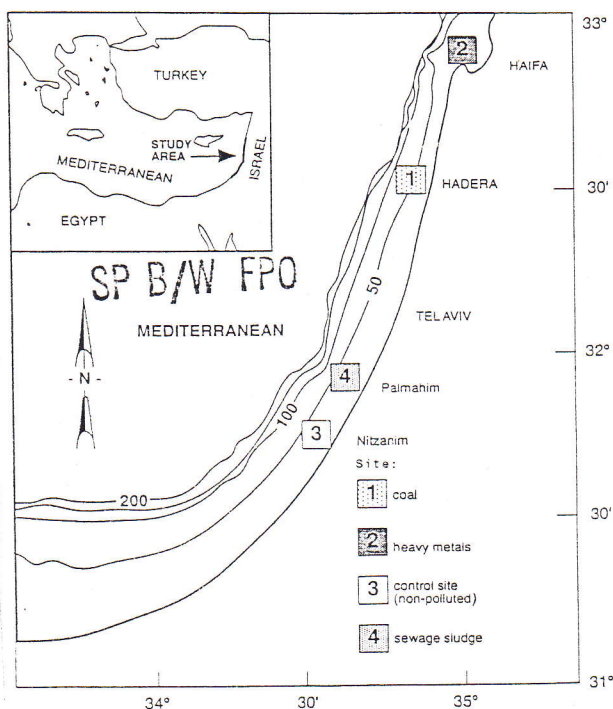 33°
2
HAIFA
TURKEY
STUDY
AREA
MEDITERRANEAN
ISRAEL
EGYPT
1
HADERA
30'
SP B/W FPO
50
MEDITERRANEAN
TELAVIV
32°
N
4
Palmahim
100
3
Nitzanim
Site:
200
1 coal
30'
2 heavy metals
3 control site
(non-polluted)
4 sewage sludge
31°
34°
30'
35°